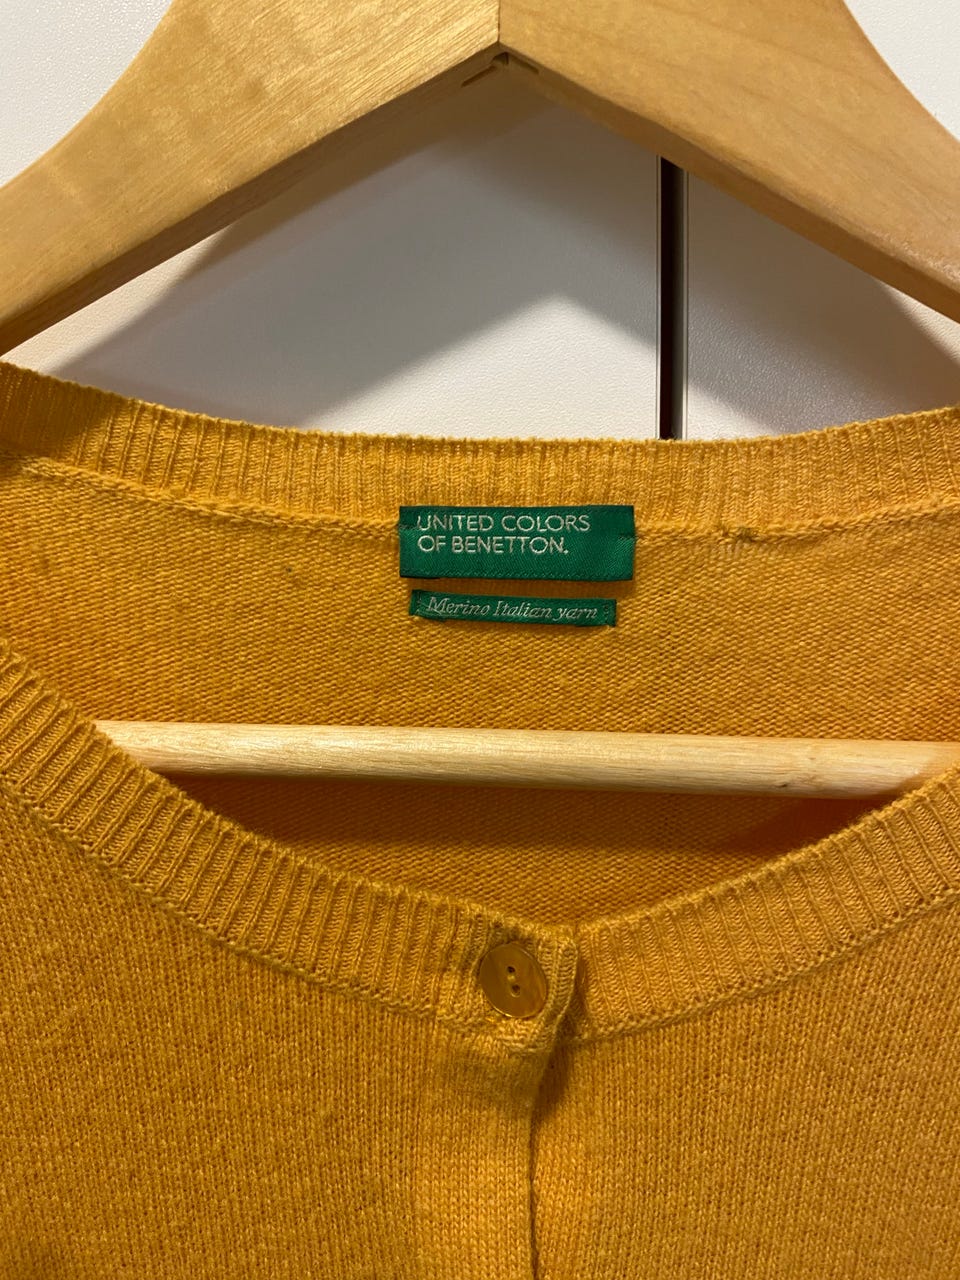 UNITED COLORS
OF BENETTON.
Merino Italian yarn